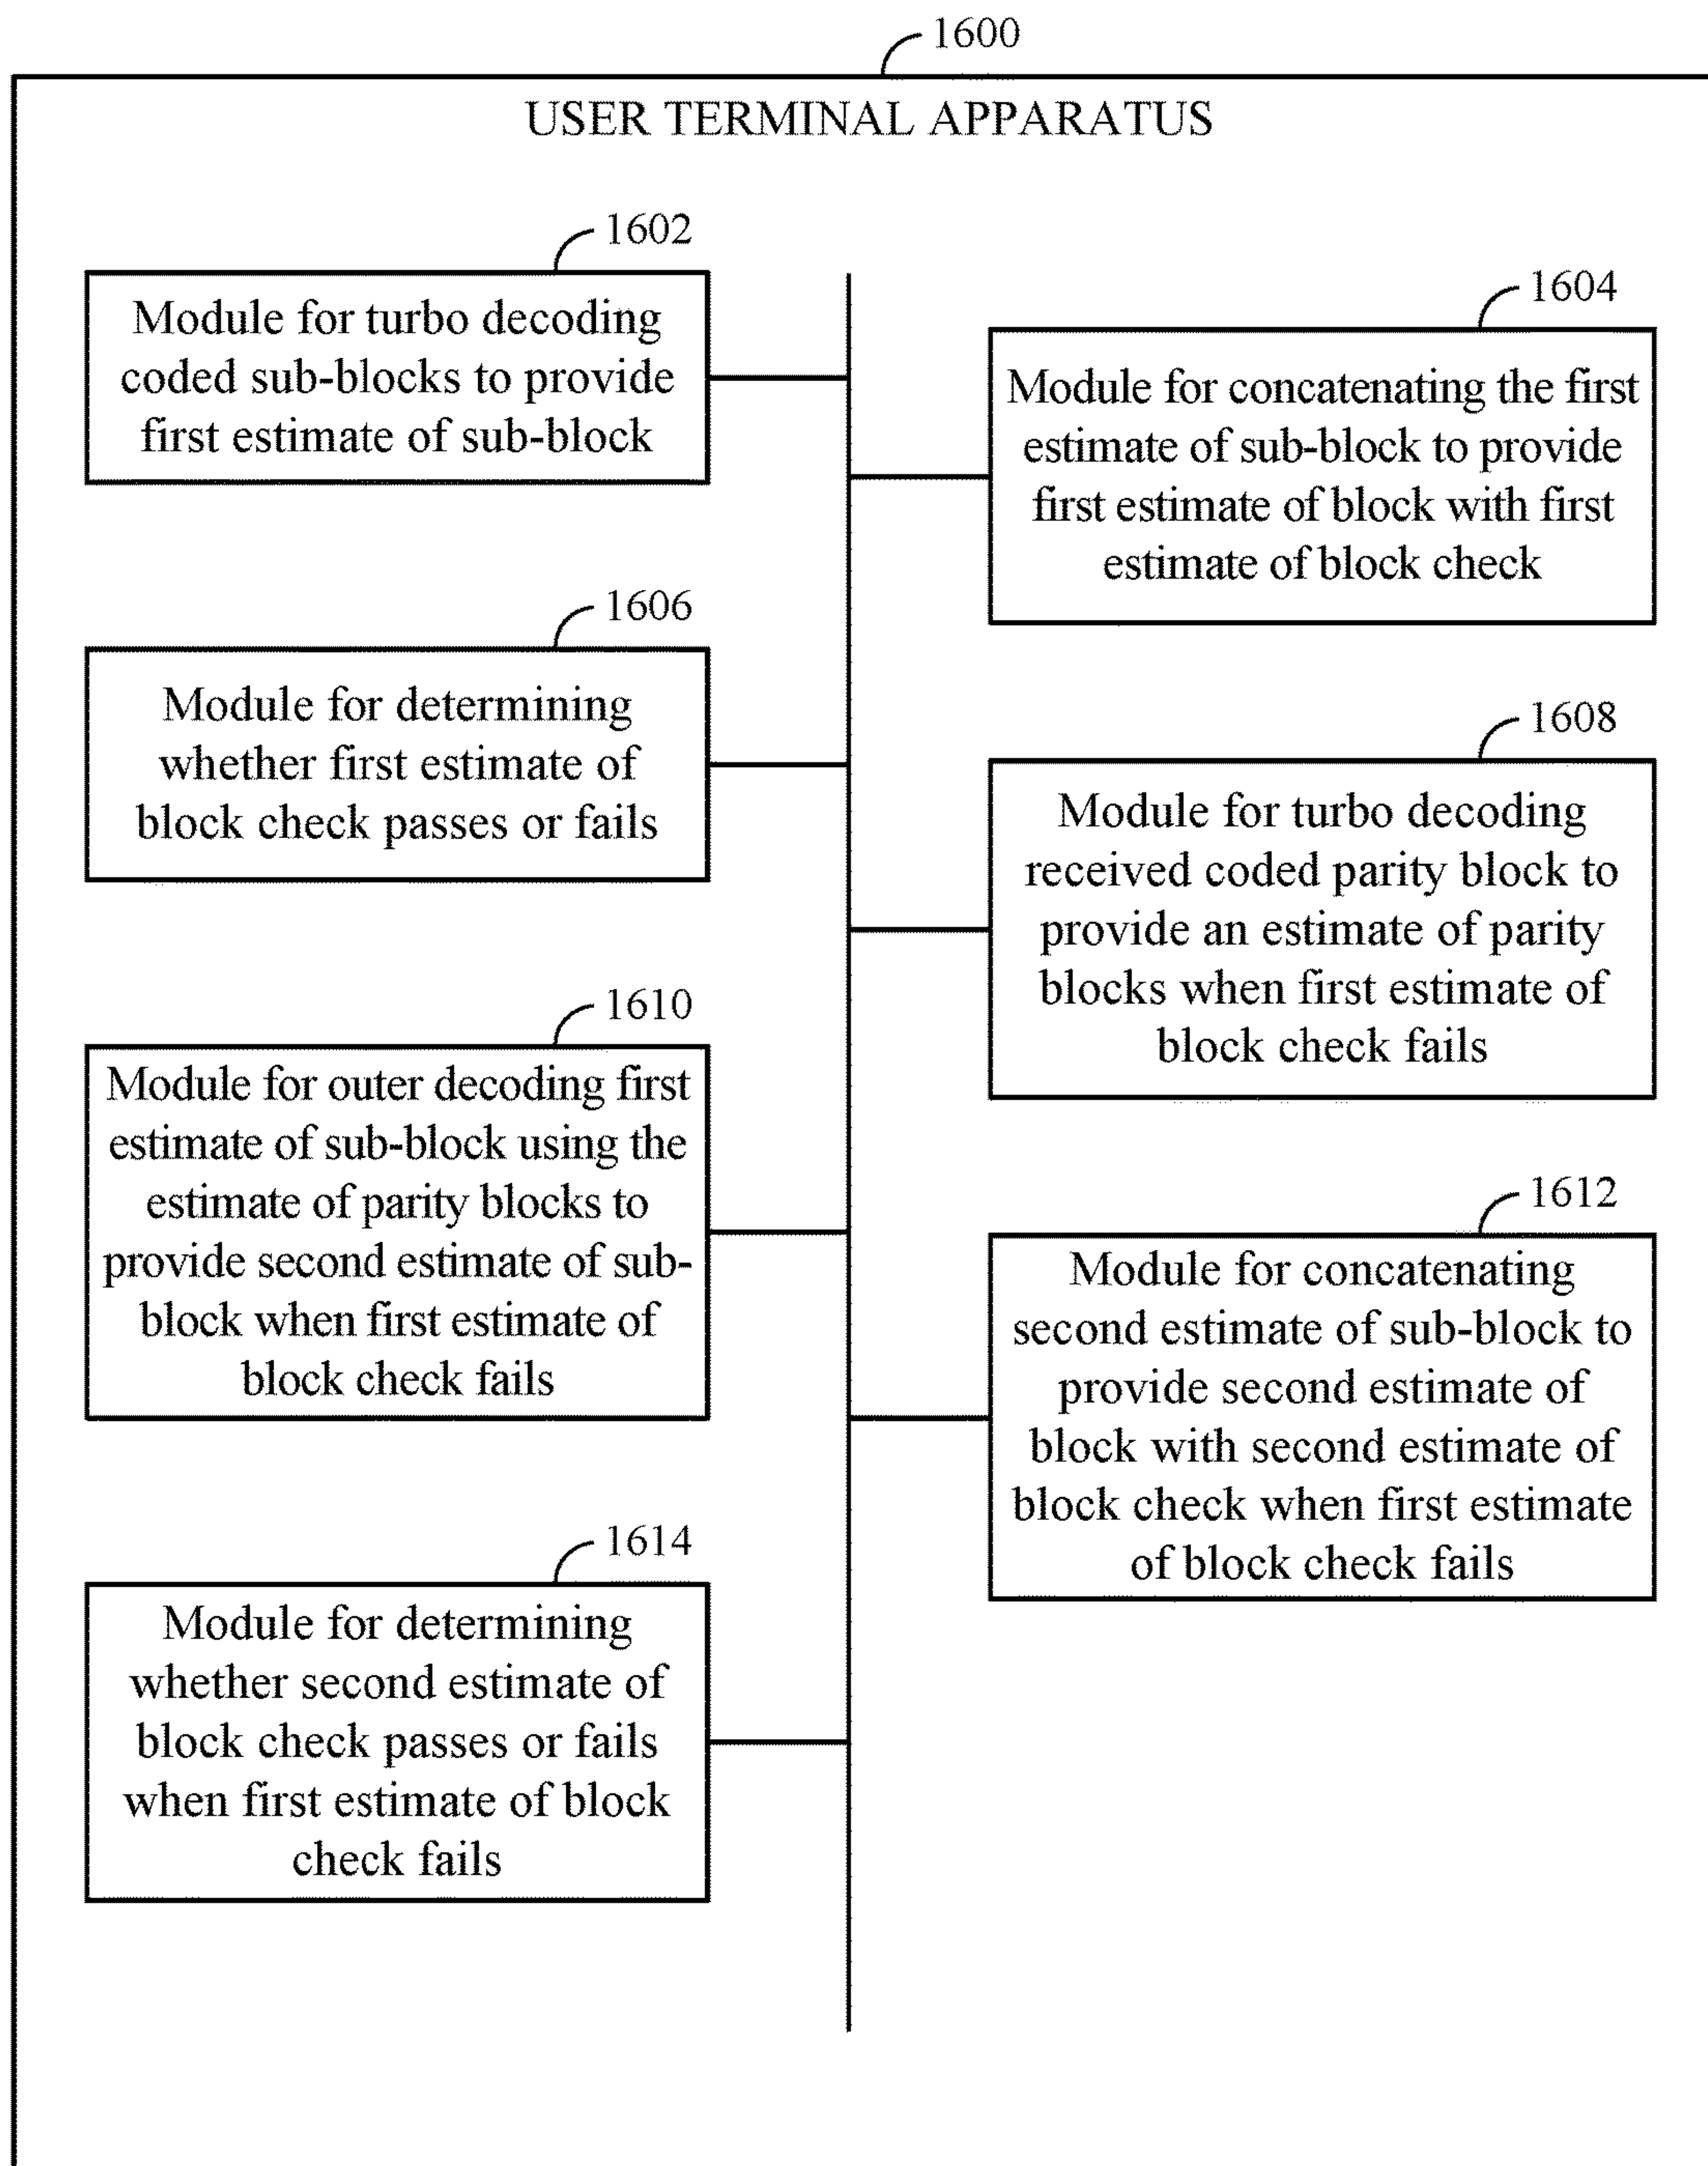 1600
USER TERMINAL APPARATUS
1602
Module for turbo decoding
coded sub-blocks to provide
first estimate of sub-block
1604
Module for concatenating the first
estimate of sub-block to provide
first estimate of block with first
estimate of block check
1606
Module for determining
whether first estimate of
block check passes or fails
1608
Module for turbo decoding
received coded parity block to
provide an estimate of parity
blocks when first estimate of
block check fails
1610
Module for outer decoding first
estimate of sub-block using the
estimate of parity blocks to
provide second estimate of sub-
block when first estimate of
block check fails
1612
Module for concatenating
second estimate of sub-block to
provide second estimate of
block with second estimate of
block check when first estimate
of block check fails
1614
Module for determining
whether second estimate of
block check passes or fails
when first estimate of block
check fails